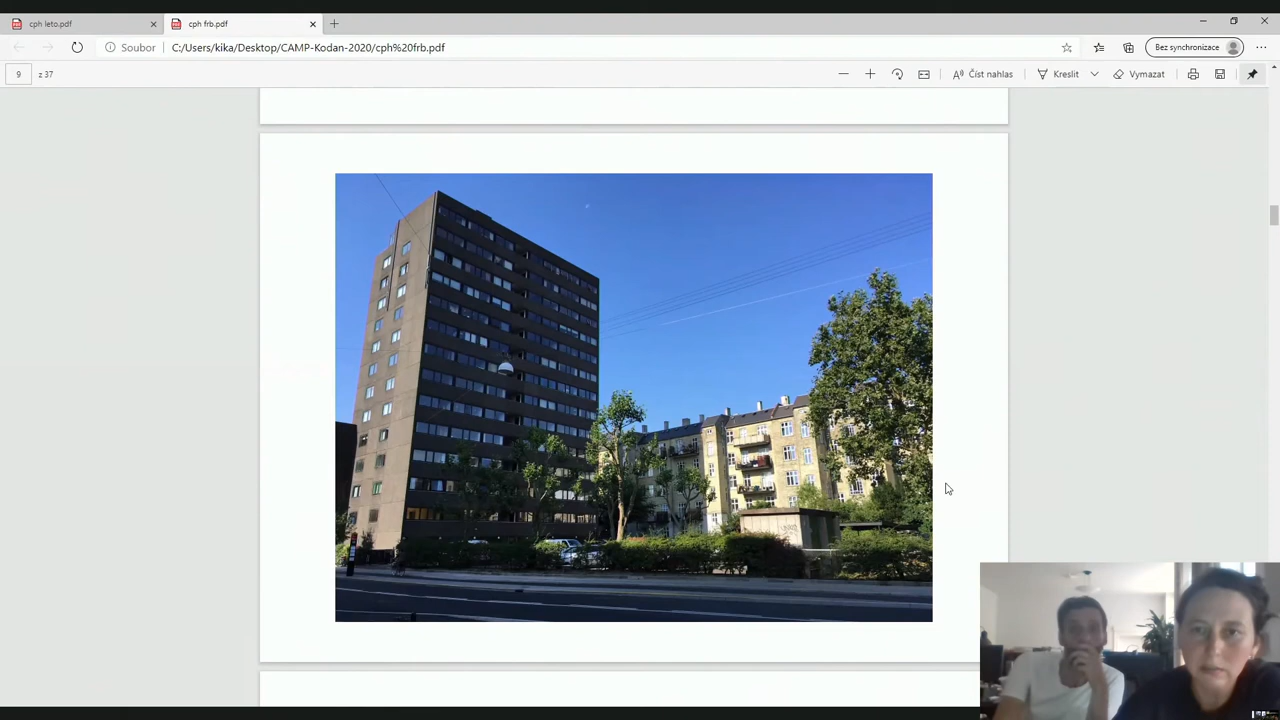 cph leto.pdf
cph frb.pdf
Soubor
C:/Users/kika/Desktop/CAMP-Kodan-2020/cph%20frb.pdf
Bez synchronizace
9 z 37
Číst nahlas
Kreslit
Vymazat